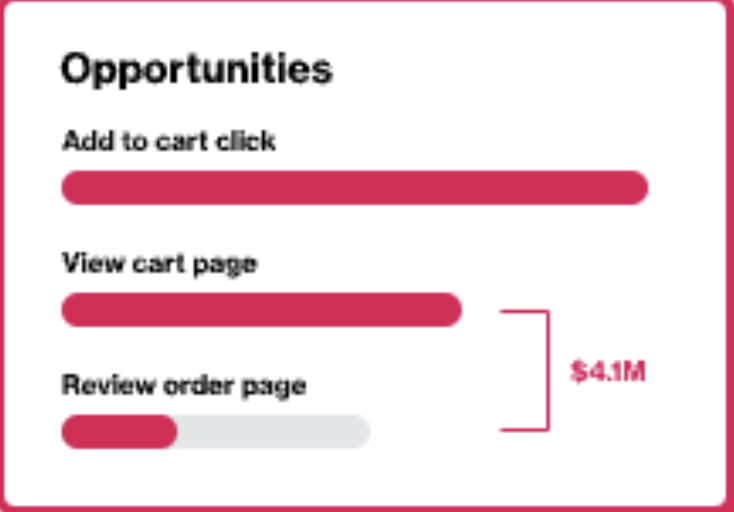 Opportunities
Add to cart click
View cart page
$4.1M
Review order page